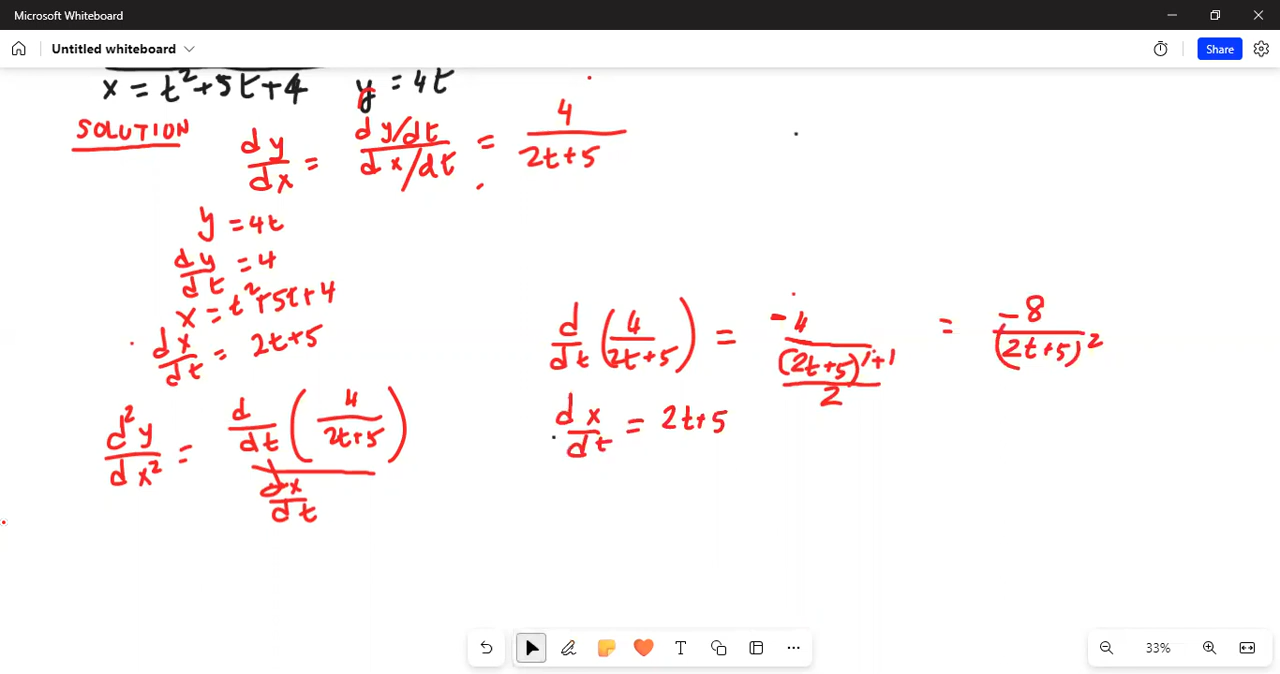 Microsoft Whiteboard
Untitled whiteboard
Share
x = t²+5t+4 y = 4t
SOLUTION
dy/dx = (dy/dt)/(dx/dt) = 4/(2t+5)
y = 4t
dy/dt = 4
x = t²+5t+4
dx/dt = 2t+5
d²y/dx² = (d/dt (4/(2t+5)))/(dx/dt)
d/dt (4/(2t+5)) = -4/((2t+5)¹⁺¹/2) = -8/(2t+5)²
dx/dt = 2t+5
T
33%